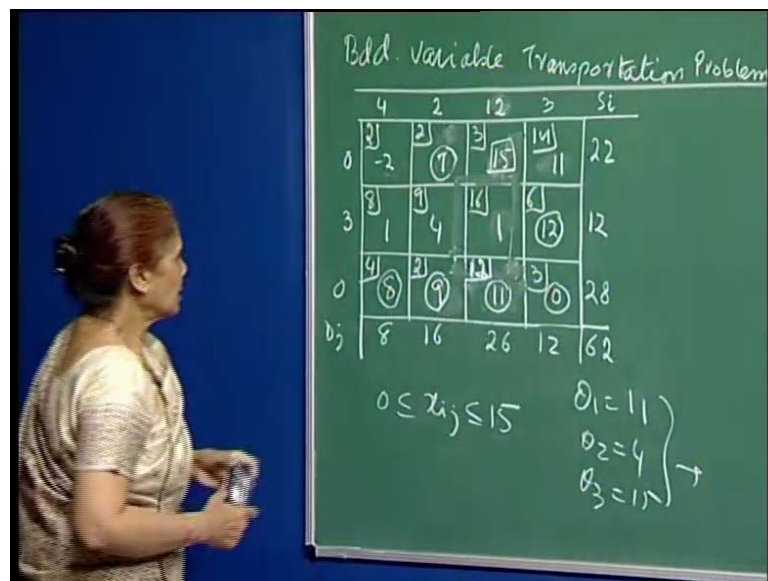 Bdd. Variable Transportation Problem
4 2 12 3 Si
0 2 -2 2 7 3 15 14 11 22
3 8 1 9 4 16 1 6 12 12
0 4 8 2 9 12 11 3 0 28
Dj 8 16 26 12 62
0 ≤ xij ≤ 15
θ1 = 11
θ2 = 4
θ3 = 15